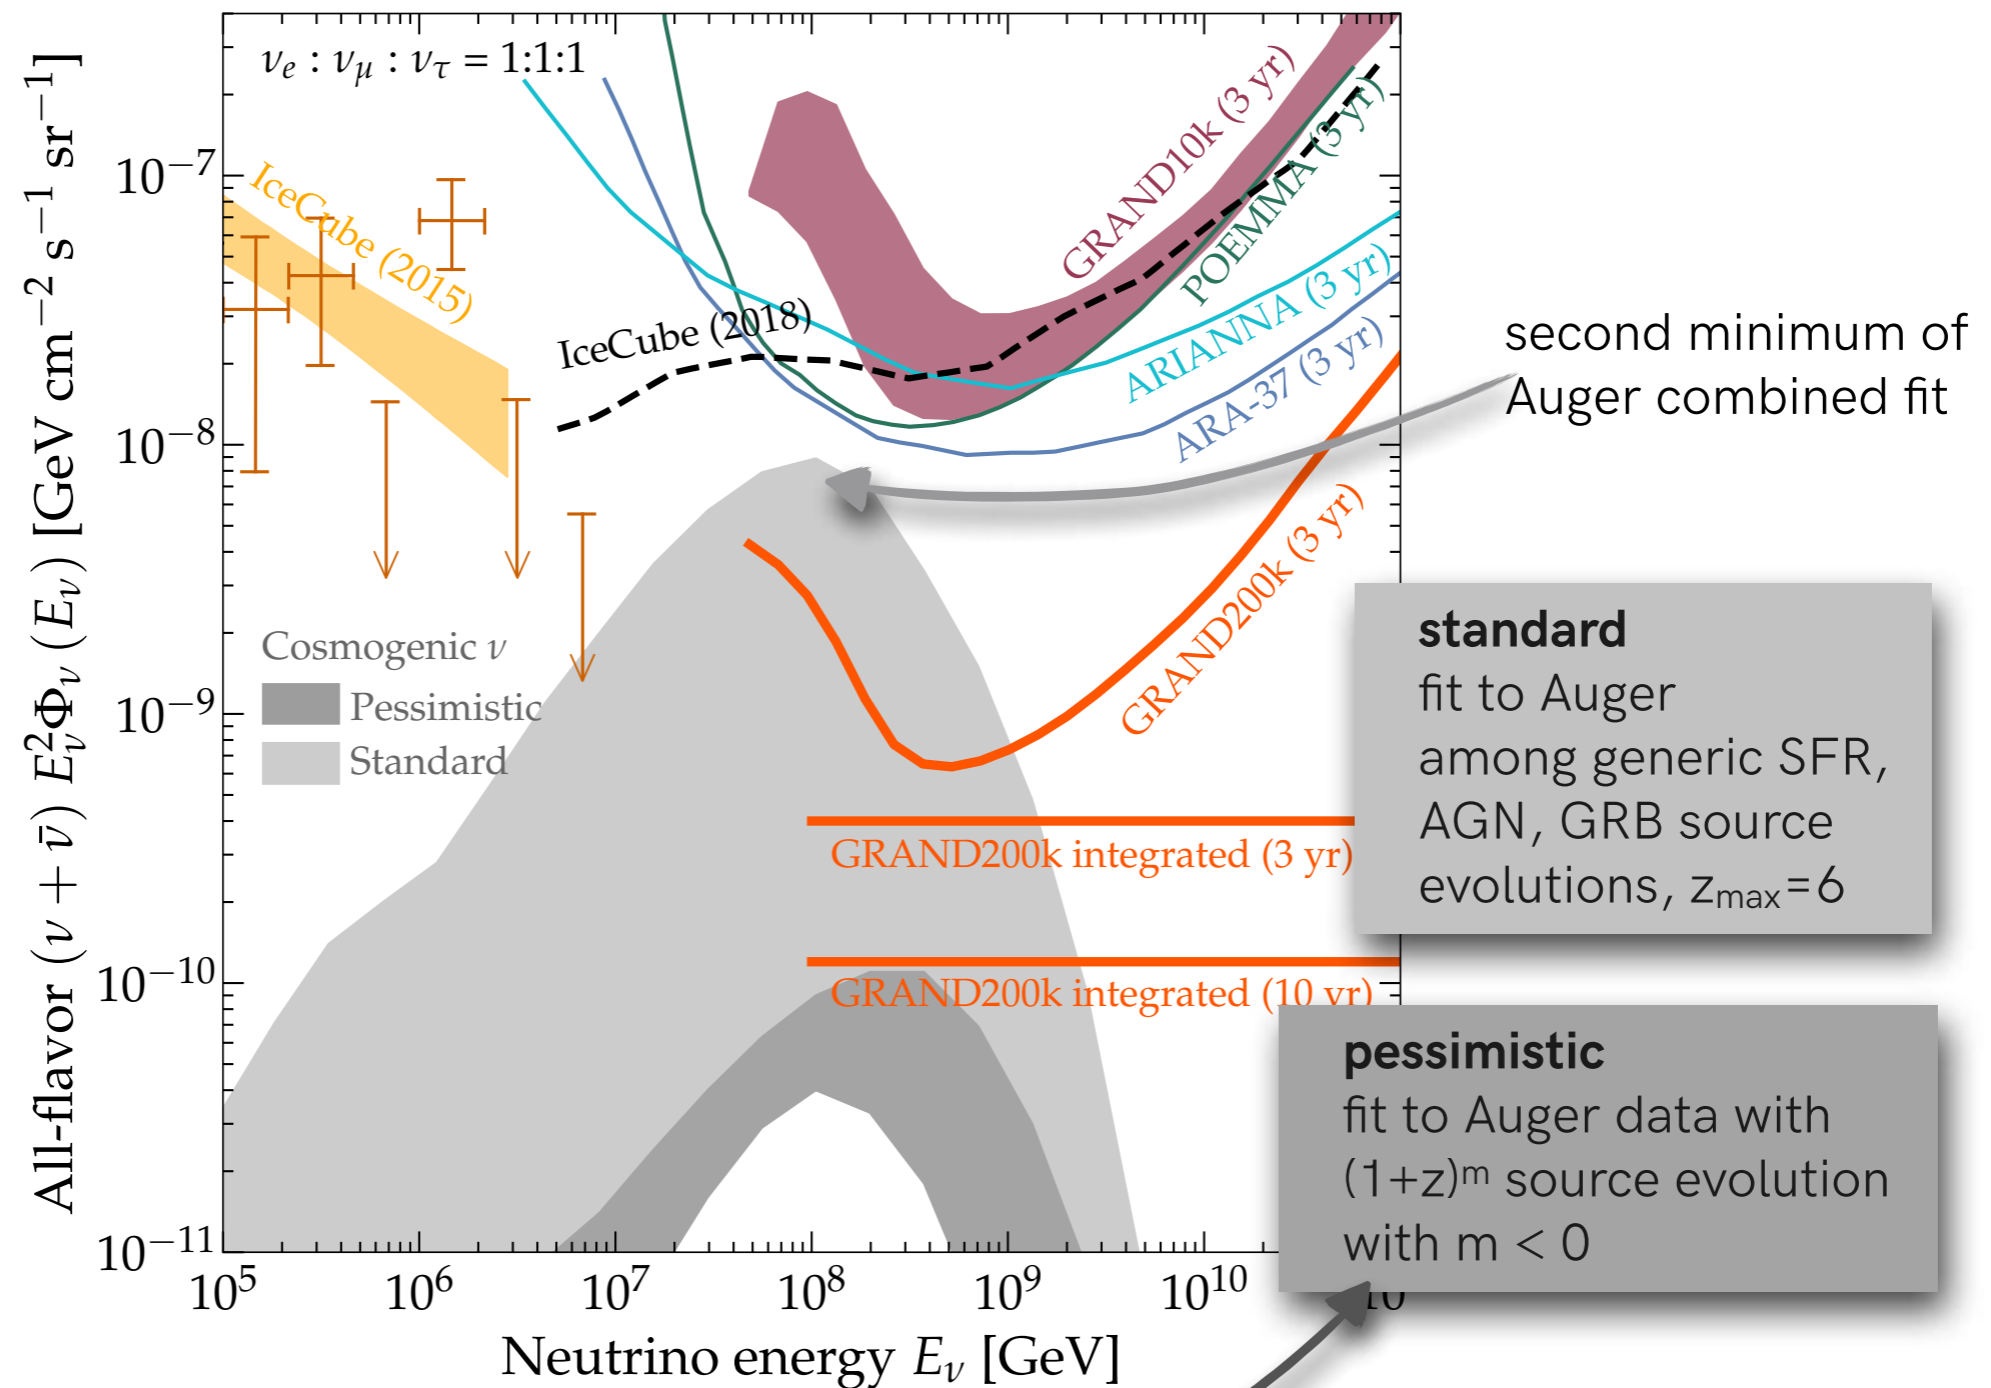 νe : νμ : ντ = 1:1:1
All-flavor (ν + ν̄) Eν² Φν (Eν) [GeV cm⁻² s⁻¹ sr⁻¹]
10⁻⁷
10⁻⁸
10⁻⁹
10⁻¹⁰
10⁻¹¹
IceCube (2015)
IceCube (2018)
GRAND10k (3 yr)
POEMMA (3 yr)
ARIANNA (3 yr)
ARA-37 (3 yr)
GRAND200k (3 yr)
GRAND200k integrated (3 yr)
GRAND200k integrated (10 yr)
Cosmogenic ν
Pessimistic
Standard
second minimum of
Auger combined fit
standard
fit to Auger
among generic SFR,
AGN, GRB source
evolutions, zmax=6
pessimistic
fit to Auger data with
(1+z)ᵐ source evolution
with m < 0
10⁵ 10⁶ 10⁷ 10⁸ 10⁹ 10¹⁰ 10
Neutrino energy Eν [GeV]